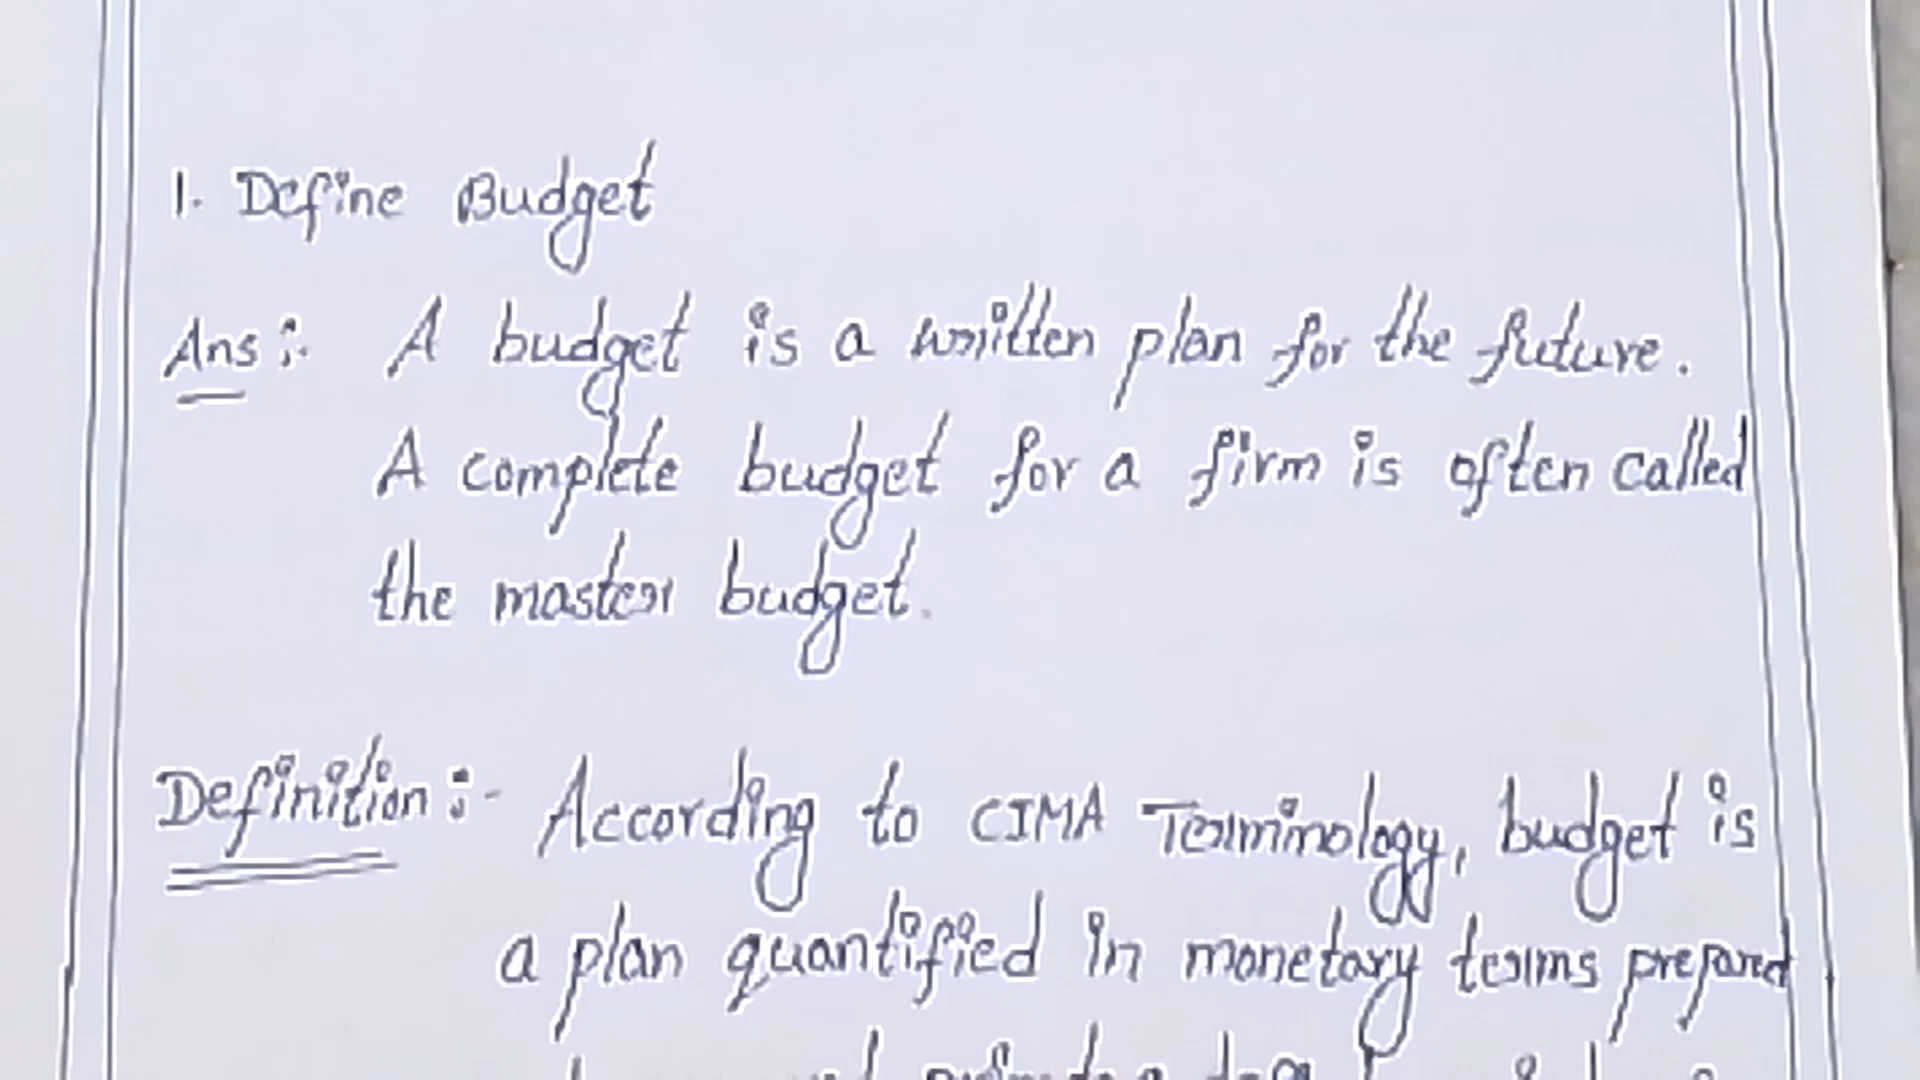 1. Define Budget
Ans :- A budget is a written plan for the future.
A complete budget for a firm is often called
the master budget.
Definition :- According to CIMA Terminology, budget is
a plan quantified in monetary terms prepared